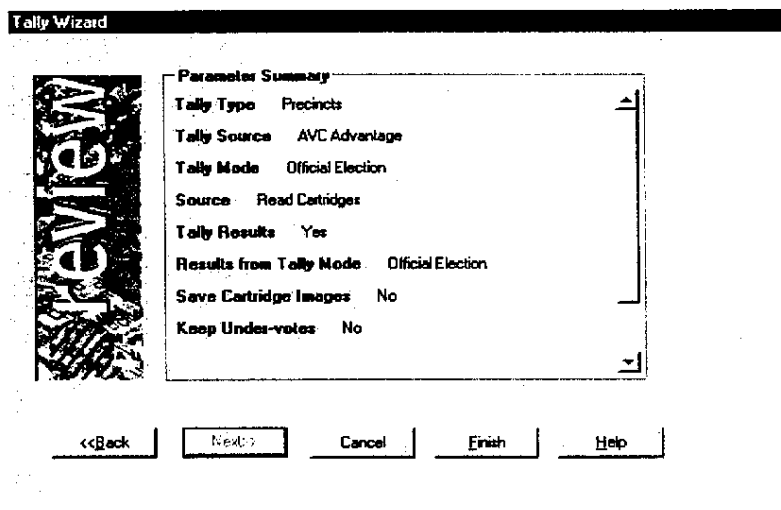 Tally Wizard
review
Parameter Summary
Tally Type Precincts
Tally Source AVC Advantage
Tally Mode Official Election
Source Read Cartridges
Tally Results Yes
Results from Tally Mode Official Election
Save Cartridge Images No
Keep Under-votes No
<<Back Next> Cancel Finish Help